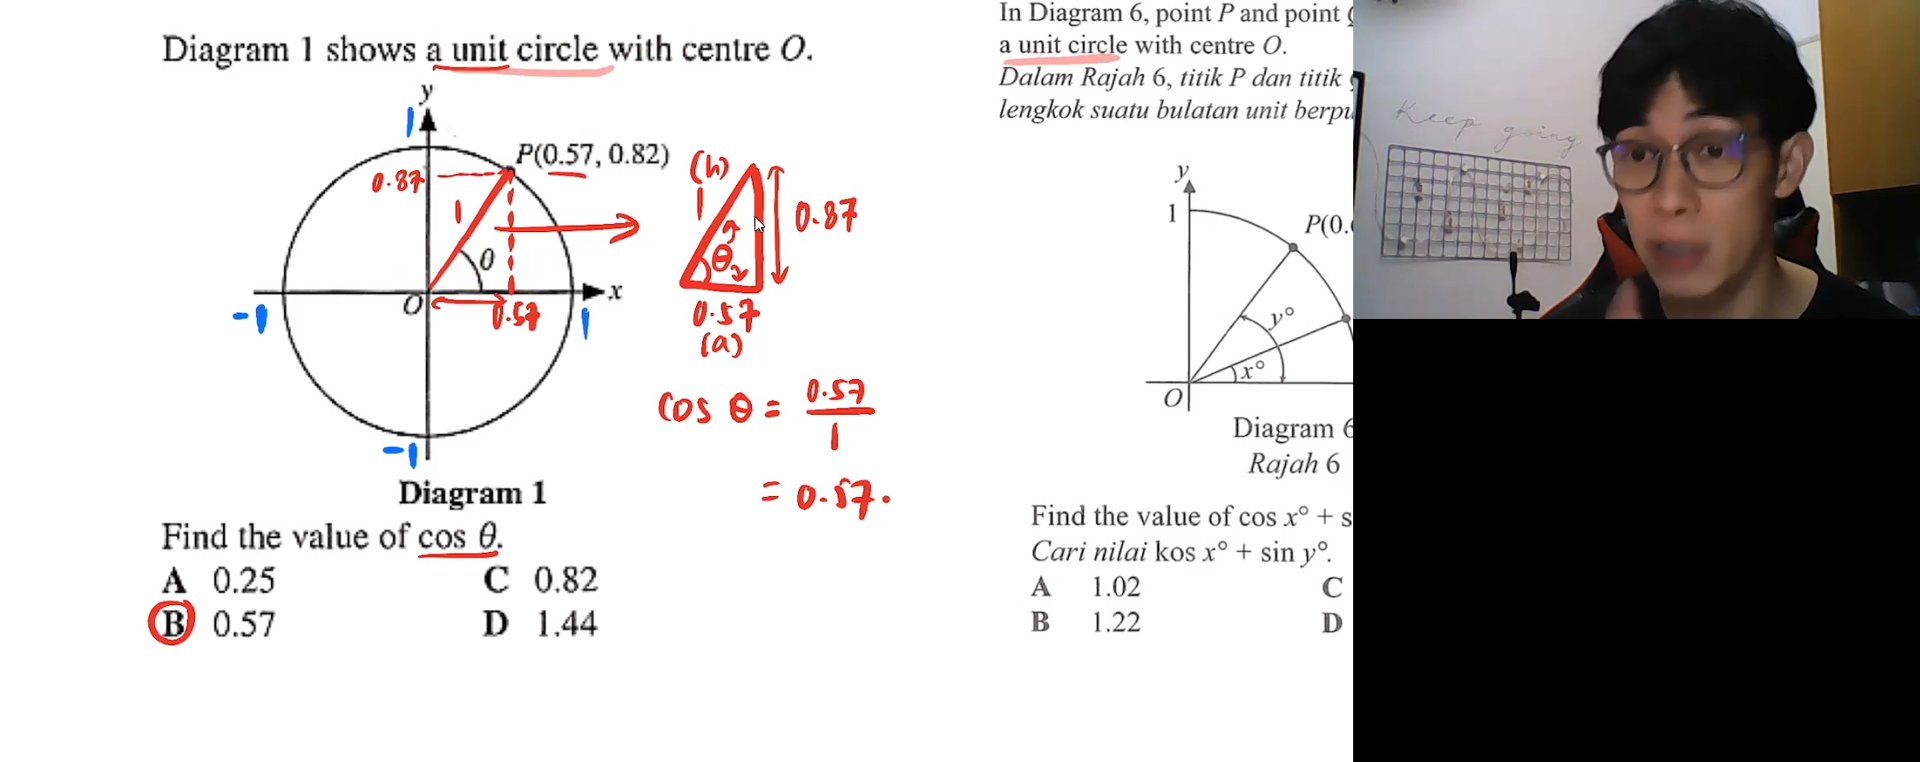 Diagram 1 shows a unit circle with centre O.
y
1
P(0.57, 0.82)
0.87
1
θ
O
0.57
x
-1
1
-1
Diagram 1
(h)
1
θ
0.87
0.57
(a)
cos θ = 0.57
1
= 0.57.
Find the value of cos θ.
A 0.25
C 0.82
B 0.57
D 1.44
In Diagram 6, point P and point
a unit circle with centre O.
Dalam Rajah 6, titik P dan titik
lengkok suatu bulatan unit berpu
y
1
P(0.
y°
x°
O
Diagram 6
Rajah 6
Find the value of cos x° + s
Cari nilai kos x° + sin y°.
A 1.02
C
B 1.22
D
Keep going